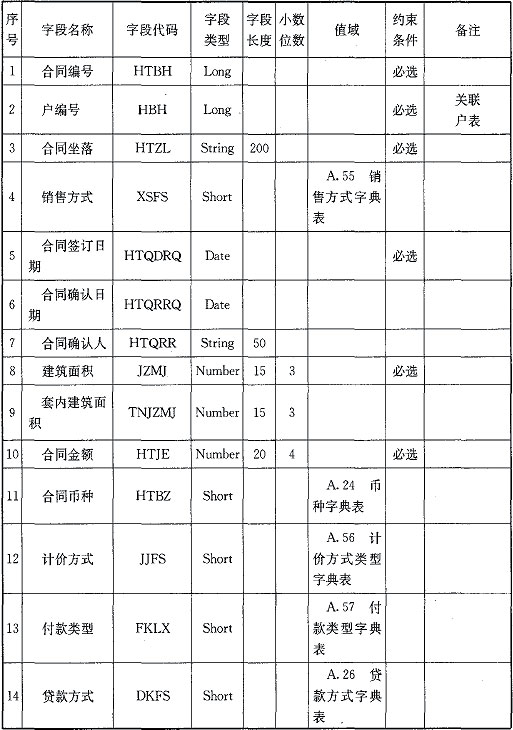 序号 字段名称 字段代码 字段类型 字段长度 小数位数 值域 约束条件 备注
1 合同编号 HTBH Long 必选
2 户编号 HBH Long 必选 关联户表
3 合同坐落 HTZL String 200 必选
4 销售方式 XSFS Short A.55 销售方式字典表
5 合同签订日期 HTQDRQ Date 必选
6 合同确认日期 HTQRRQ Date
7 合同确认人 HTQRR String 50
8 建筑面积 JZMJ Number 15 3 必选
9 套内建筑面积 TNJZMJ Number 15 3
10 合同金额 HTJE Number 20 4 必选
11 合同币种 HTBZ Short A.24 币种字典表
12 计价方式 JJFS Short A.56 计价方式类型字典表
13 付款类型 FKLX Short A.57 付款类型字典表
14 贷款方式 DKFS Short A.26 贷款方式字典表